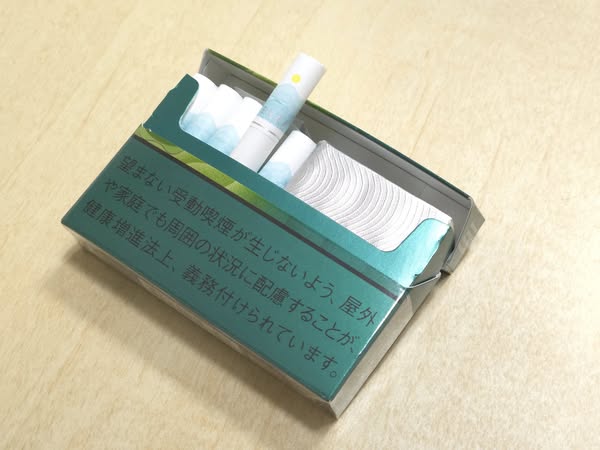 望まない受動喫煙が生じないよう、屋外
や家庭でも周囲の状況に配慮することが、
健康増進法上、義務付けられています。